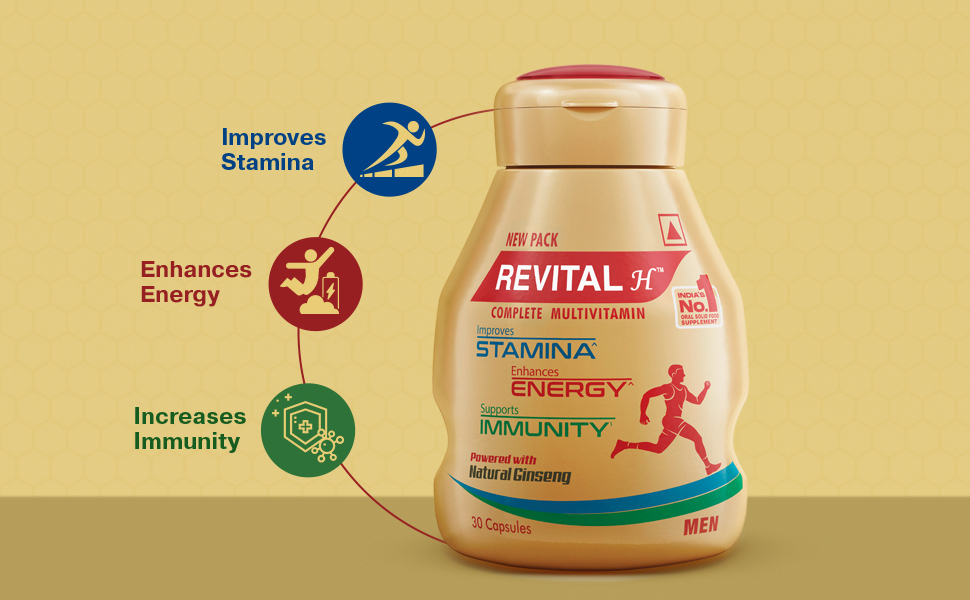 Improves
Stamina
Enhances
Energy
Increases
Immunity
NEW PACK
REVITAL H™
COMPLETE MULTIVITAMIN
INDIA'S
No.1
ORAL SOLID FOOD
SUPPLEMENT
Improves
STAMINA^
Enhances
ENERGY^
Supports
IMMUNITY
Powered with
Natural Ginseng
30 Capsules
MEN